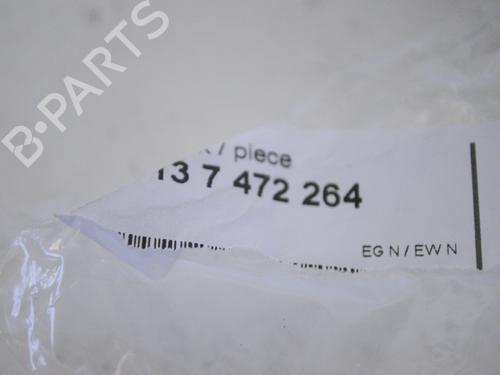 B-PARTS
/ piece
13 7 472 264
EG N / EW N